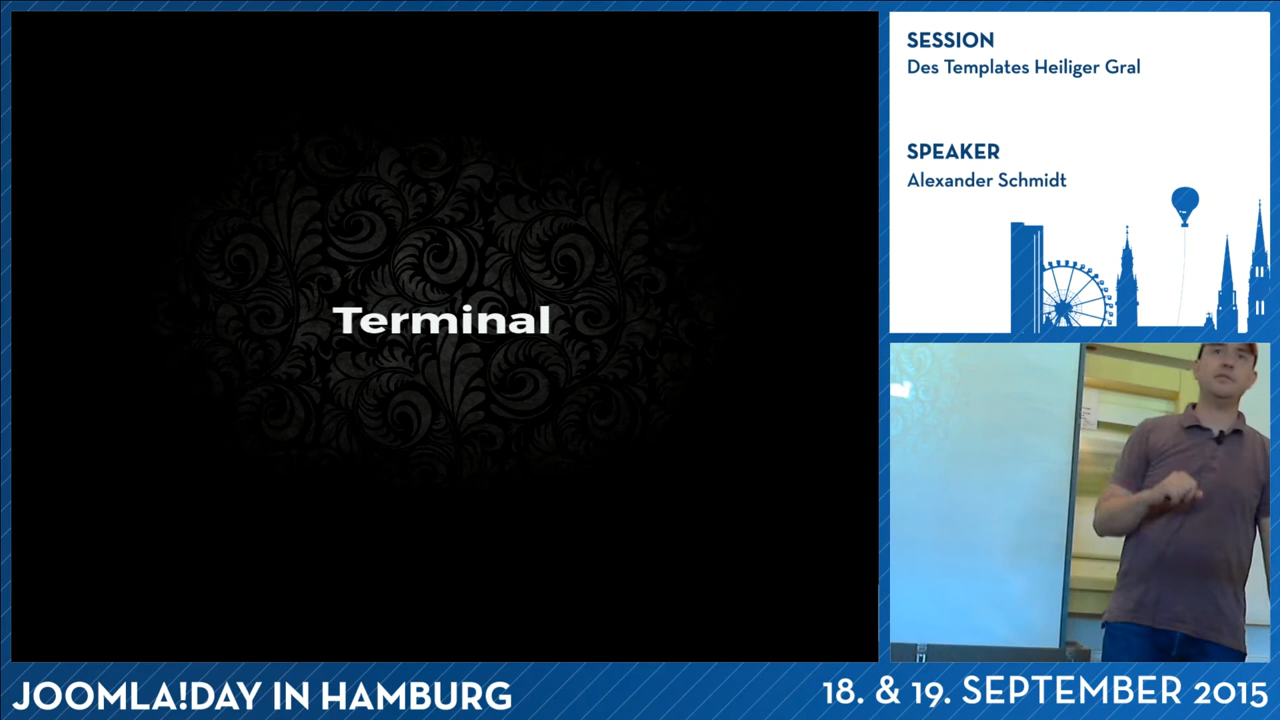 Terminal
SESSION
Des Templates Heiliger Gral
SPEAKER
Alexander Schmidt
JOOMLA!DAY IN HAMBURG
18. & 19. SEPTEMBER 2015